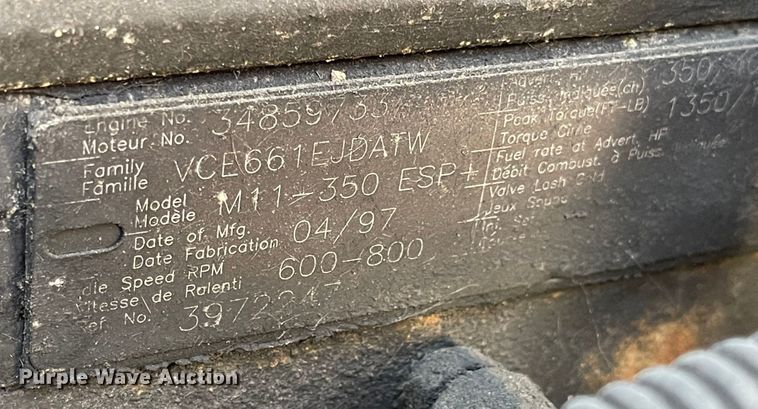 Engine No. 34859733
Moteur No.
Family VCE661EJDATW
Famille
Model M11-350 ESP+
Modèle
Date of Mfg. 04/97
Date Fabrication
Idle Speed RPM 600-800
Vitesse de Ralenti
Ref No. 3972247
Advert. HP 350/
Puiss. Indiquée(ch)
Peak Torque(FT-LB) 1350/
Torque Cime
Fuel rate at Advert. HP
Débit Combust. à Puiss.
Valve Lash Cold
Jeux Soupa
Purple Wave Auction